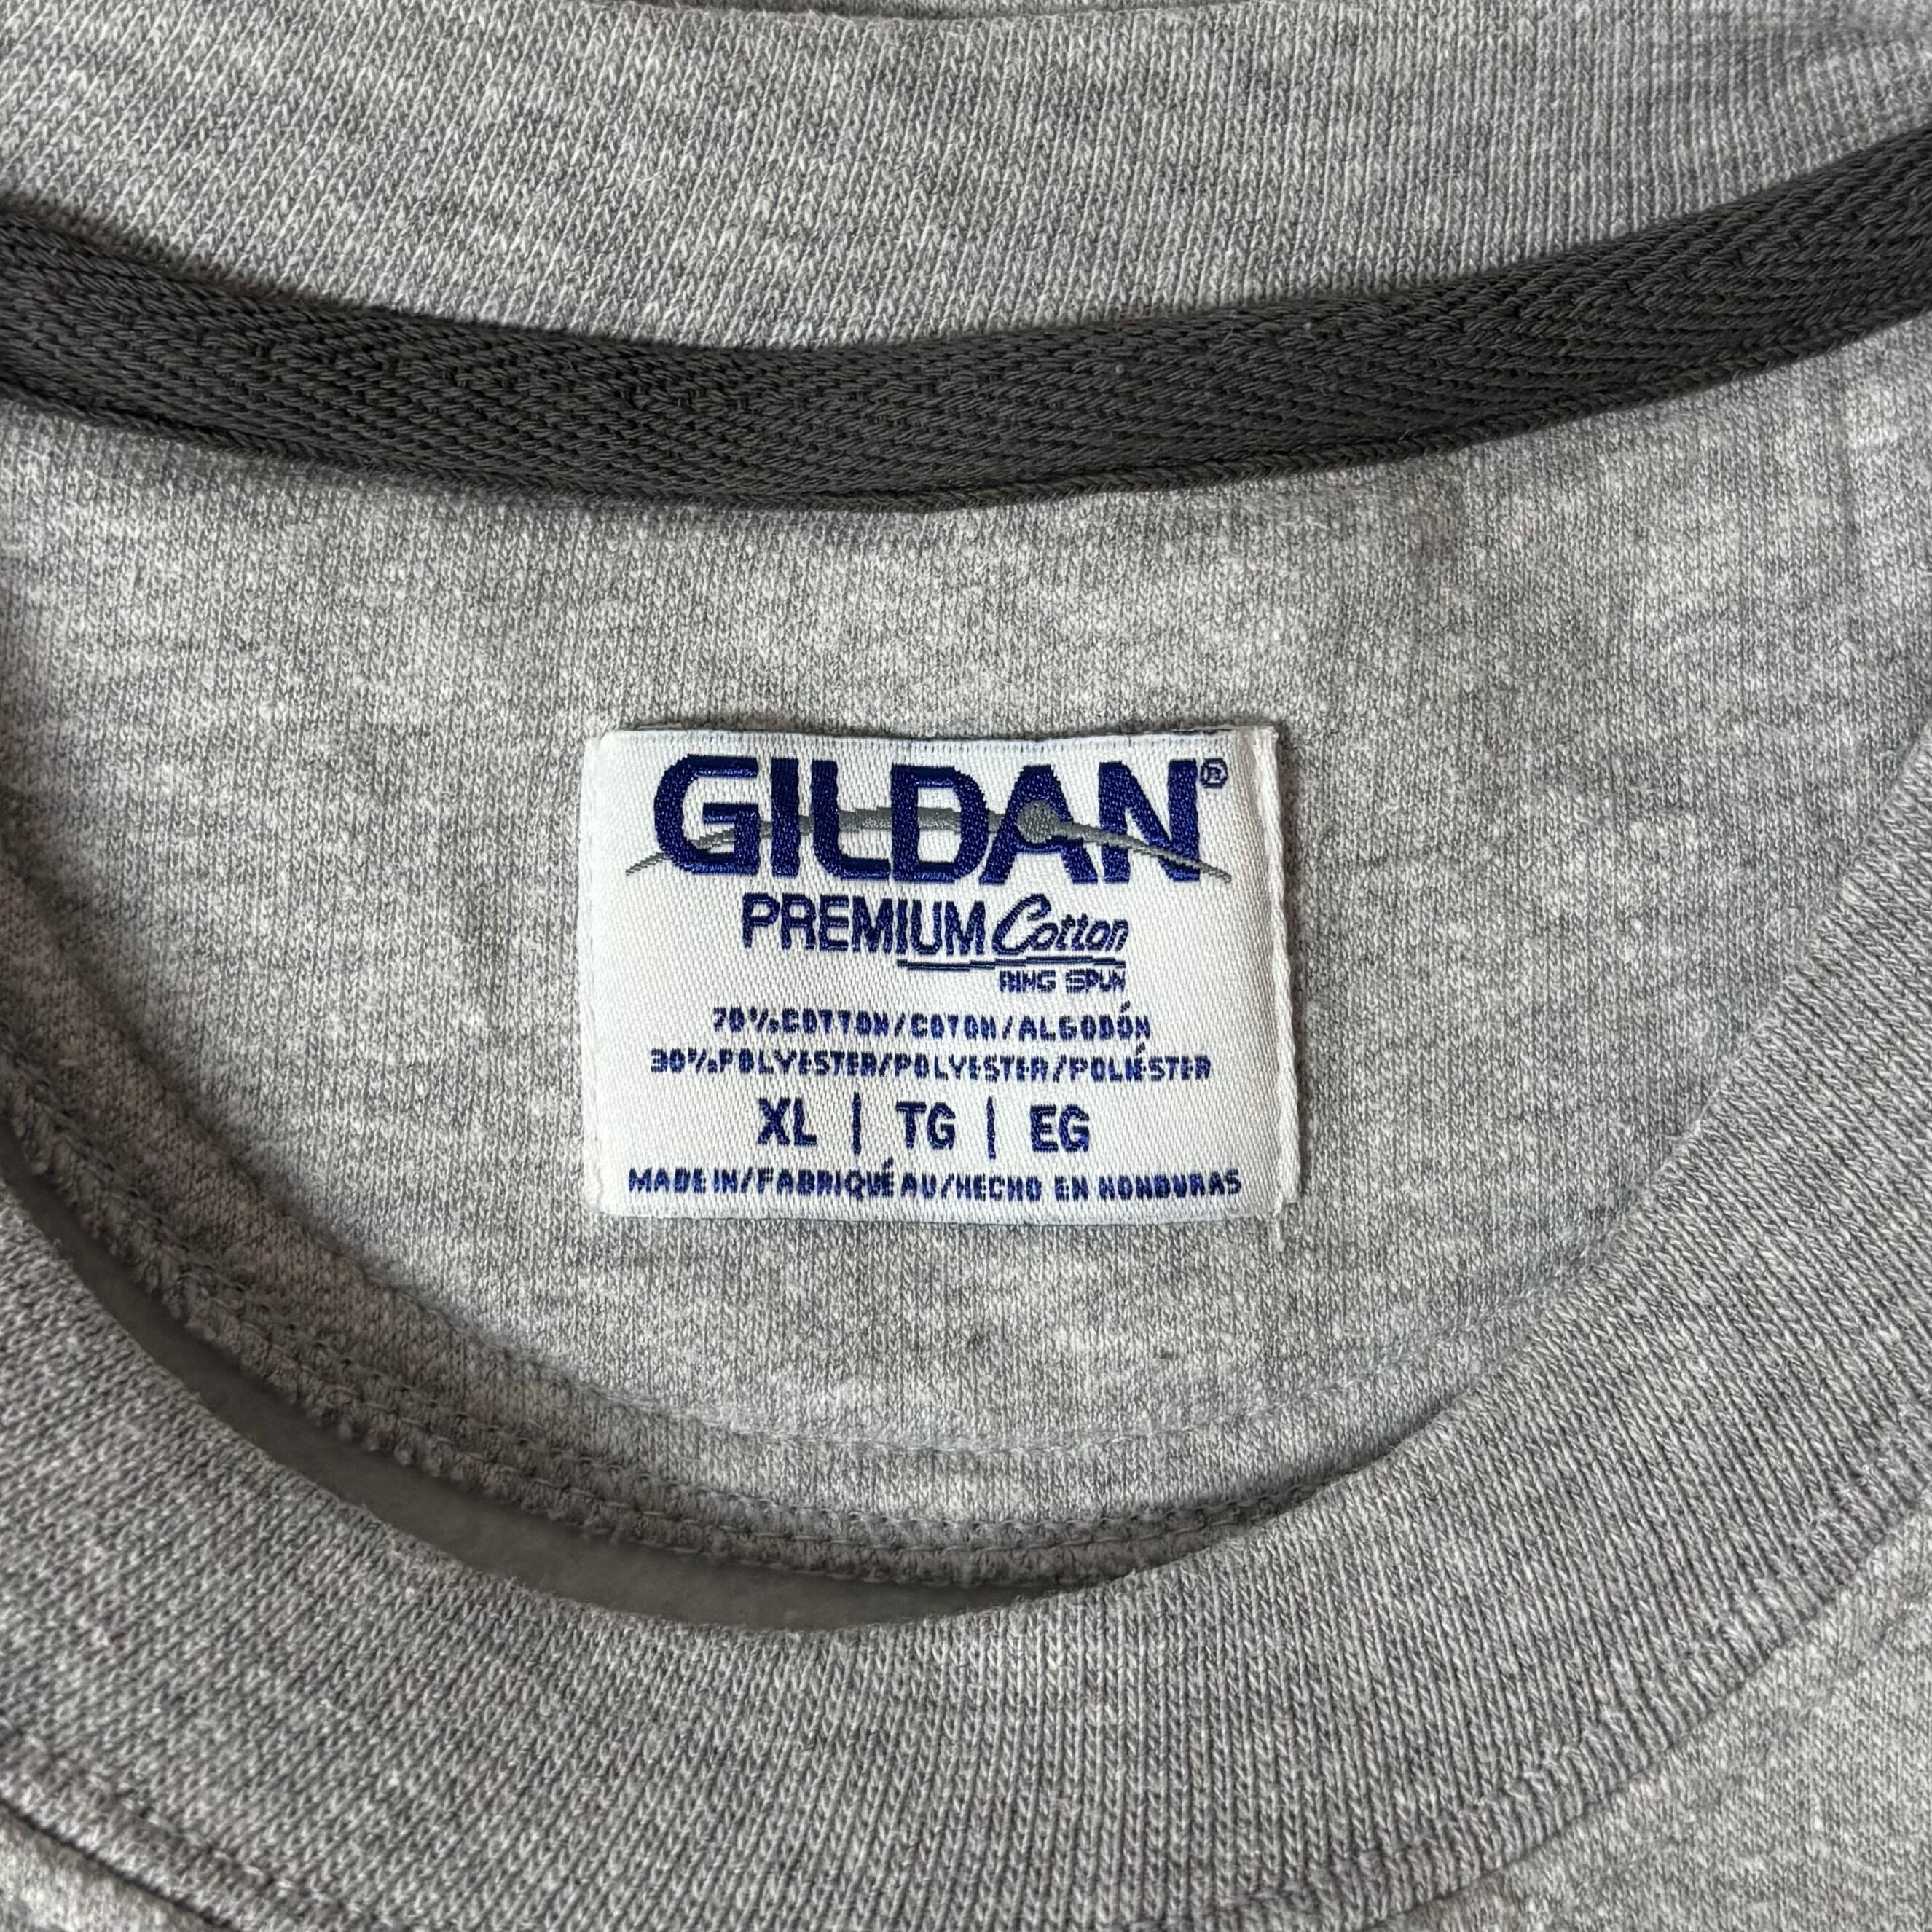 GILDAN®
PREMIUM Cotton
RING SPUN
70% COTTON/COTON/ALGODÓN
30% POLYESTER/POLYESTER/POLIÉSTER
XL | TG | EG
MADE IN/FABRIQUÉ AU/HECHO EN HONDURAS